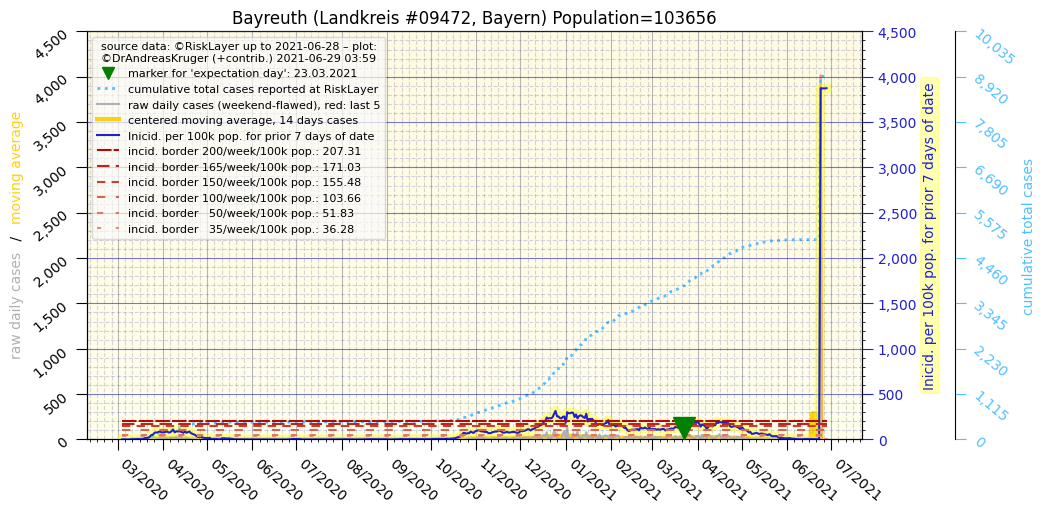 Bayreuth (Landkreis #09472, Bayern) Population=103656
source data: ©RiskLayer up to 2021-06-28 – plot:
©DrAndreasKruger (+contrib.) 2021-06-29 03:59
marker for 'expectation day': 23.03.2021
cumulative total cases reported at RiskLayer
raw daily cases (weekend-flawed), red: last 5
centered moving average, 14 days cases
Inicid. per 100k pop. for prior 7 days of date
incid. border 200/week/100k pop.: 207.31
incid. border 165/week/100k pop.: 171.03
incid. border 150/week/100k pop.: 155.48
incid. border 100/week/100k pop.: 103.66
incid. border 50/week/100k pop.: 51.83
incid. border 35/week/100k pop.: 36.28
raw daily cases / moving average
4,500
4,000
3,500
3,000
2,500
2,000
1,500
1,000
500
0
03/2020
04/2020
05/2020
06/2020
07/2020
08/2020
09/2020
10/2020
11/2020
12/2020
01/2021
02/2021
03/2021
04/2021
05/2021
06/2021
07/2021
4,500
4,000
3,500
3,000
2,500
2,000
1,500
1,000
500
0
Inicid. per 100k pop. for prior 7 days of date
10,035
8,920
7,805
6,690
5,575
4,460
3,345
2,230
1,115
0
cumulative total cases